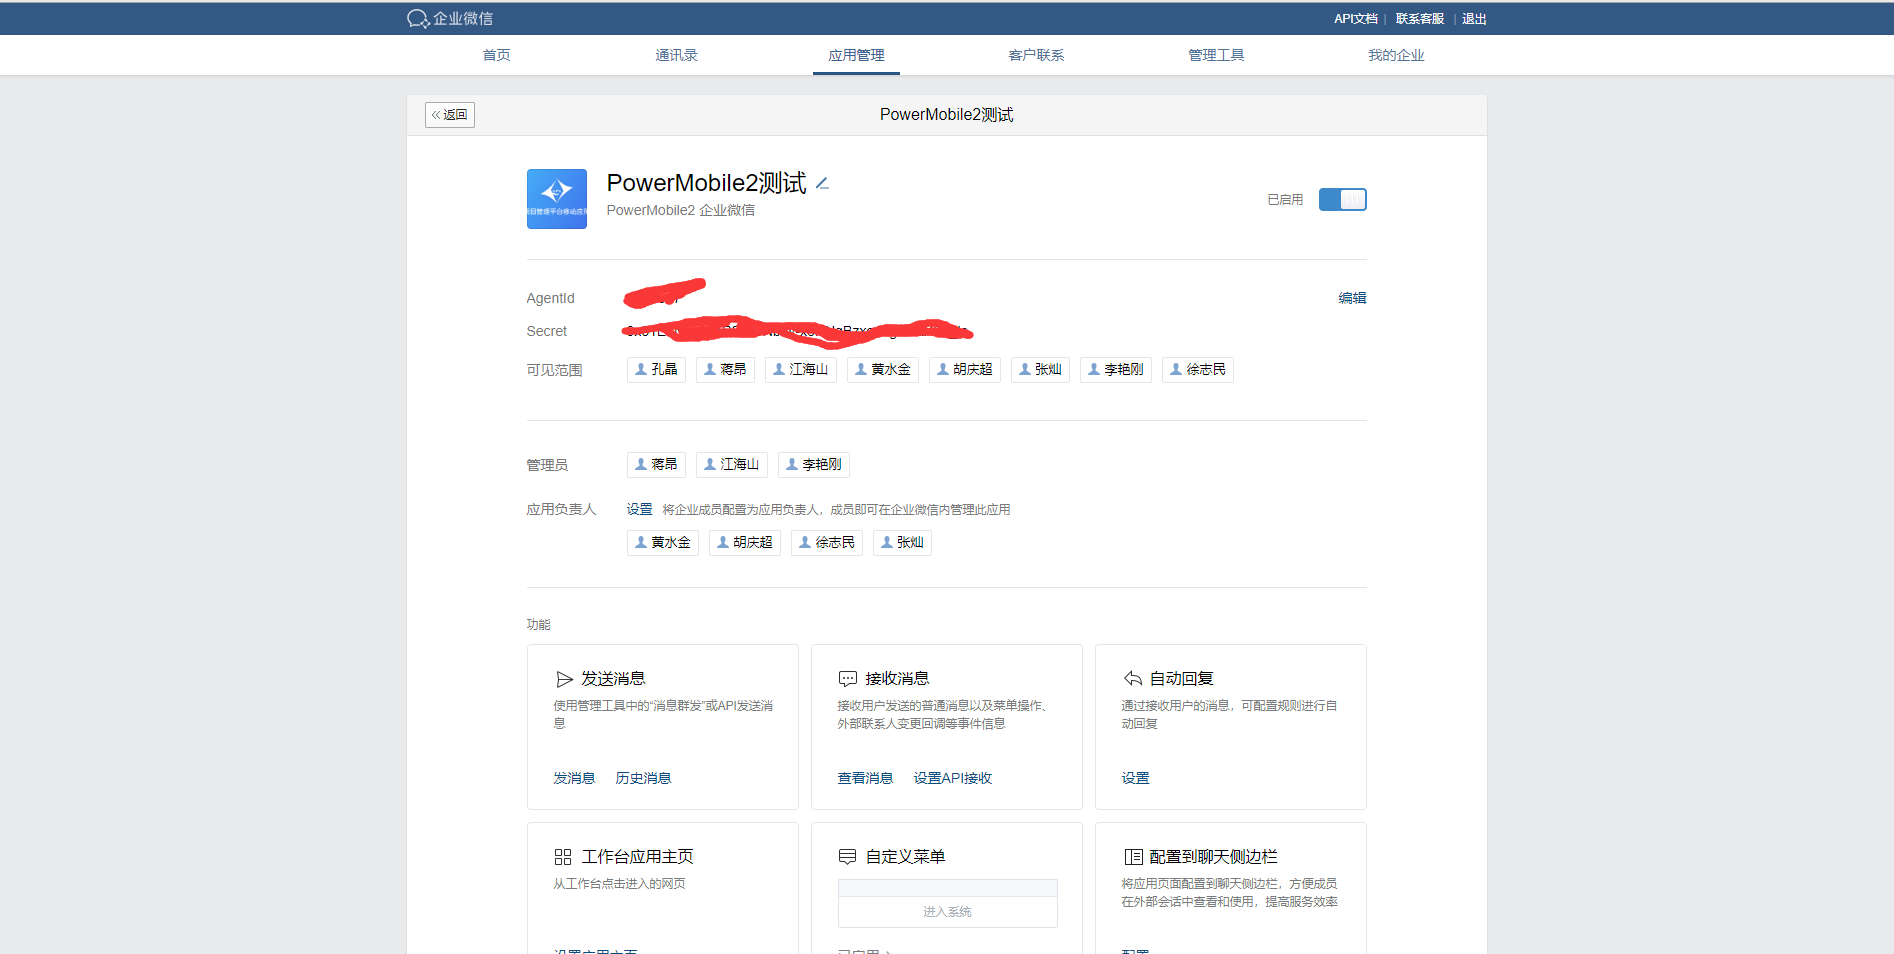 企业微信
API文档 | 联系客服 | 退出
首页 通讯录 应用管理 客户联系 管理工具 我的企业
«返回 PowerMobile2测试
PowerMobile2测试
PowerMobile2 企业微信
已启用
AgentId 编辑
Secret
可见范围 孔晶 蒋昂 江海山 黄水金 胡庆超 张灿 李艳刚 徐志民
管理员 蒋昂 江海山 李艳刚
应用负责人 设置 将企业成员配置为应用负责人，成员即可在企业微信内管理此应用
黄水金 胡庆超 徐志民 张灿
功能
发送消息
使用管理工具中的“消息群发”或API发送消
息
发消息 历史消息
接收消息
接收用户发送的普通消息以及菜单操作、
外部联系人变更回调等事件信息
查看消息 设置API接收
自动回复
通过接收用户的消息，可配置规则进行自
动回复
设置
工作台应用主页
从工作台点击进入的网页
设置应用主页
自定义菜单
进入系统
已启用
配置到聊天侧边栏
将应用页面配置到聊天侧边栏，方便成员
在外部会话中查看和使用，提高服务效率
配置